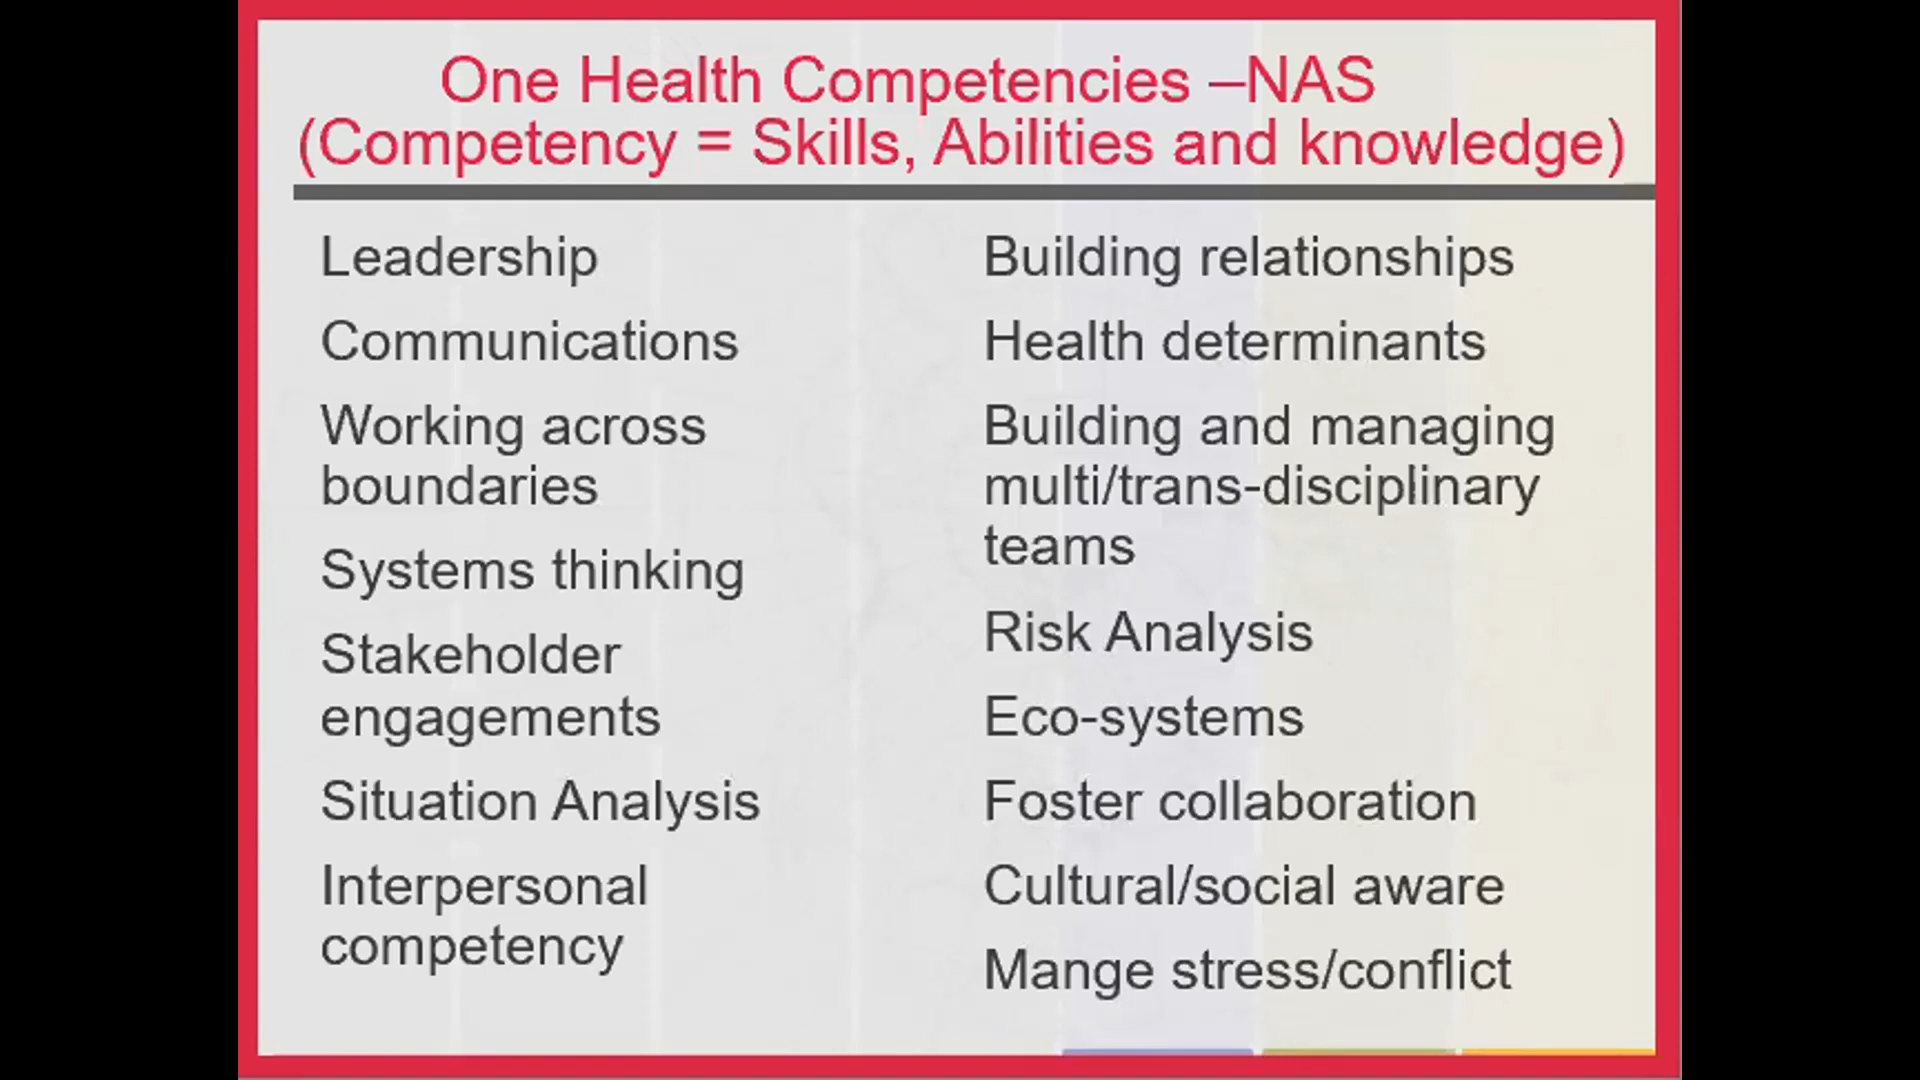 One Health Competencies –NAS
(Competency = Skills, Abilities and knowledge)
Leadership
Communications
Working across
boundaries
Systems thinking
Stakeholder
engagements
Situation Analysis
Interpersonal
competency
Building relationships
Health determinants
Building and managing
multi/trans-disciplinary
teams
Risk Analysis
Eco-systems
Foster collaboration
Cultural/social aware
Mange stress/conflict